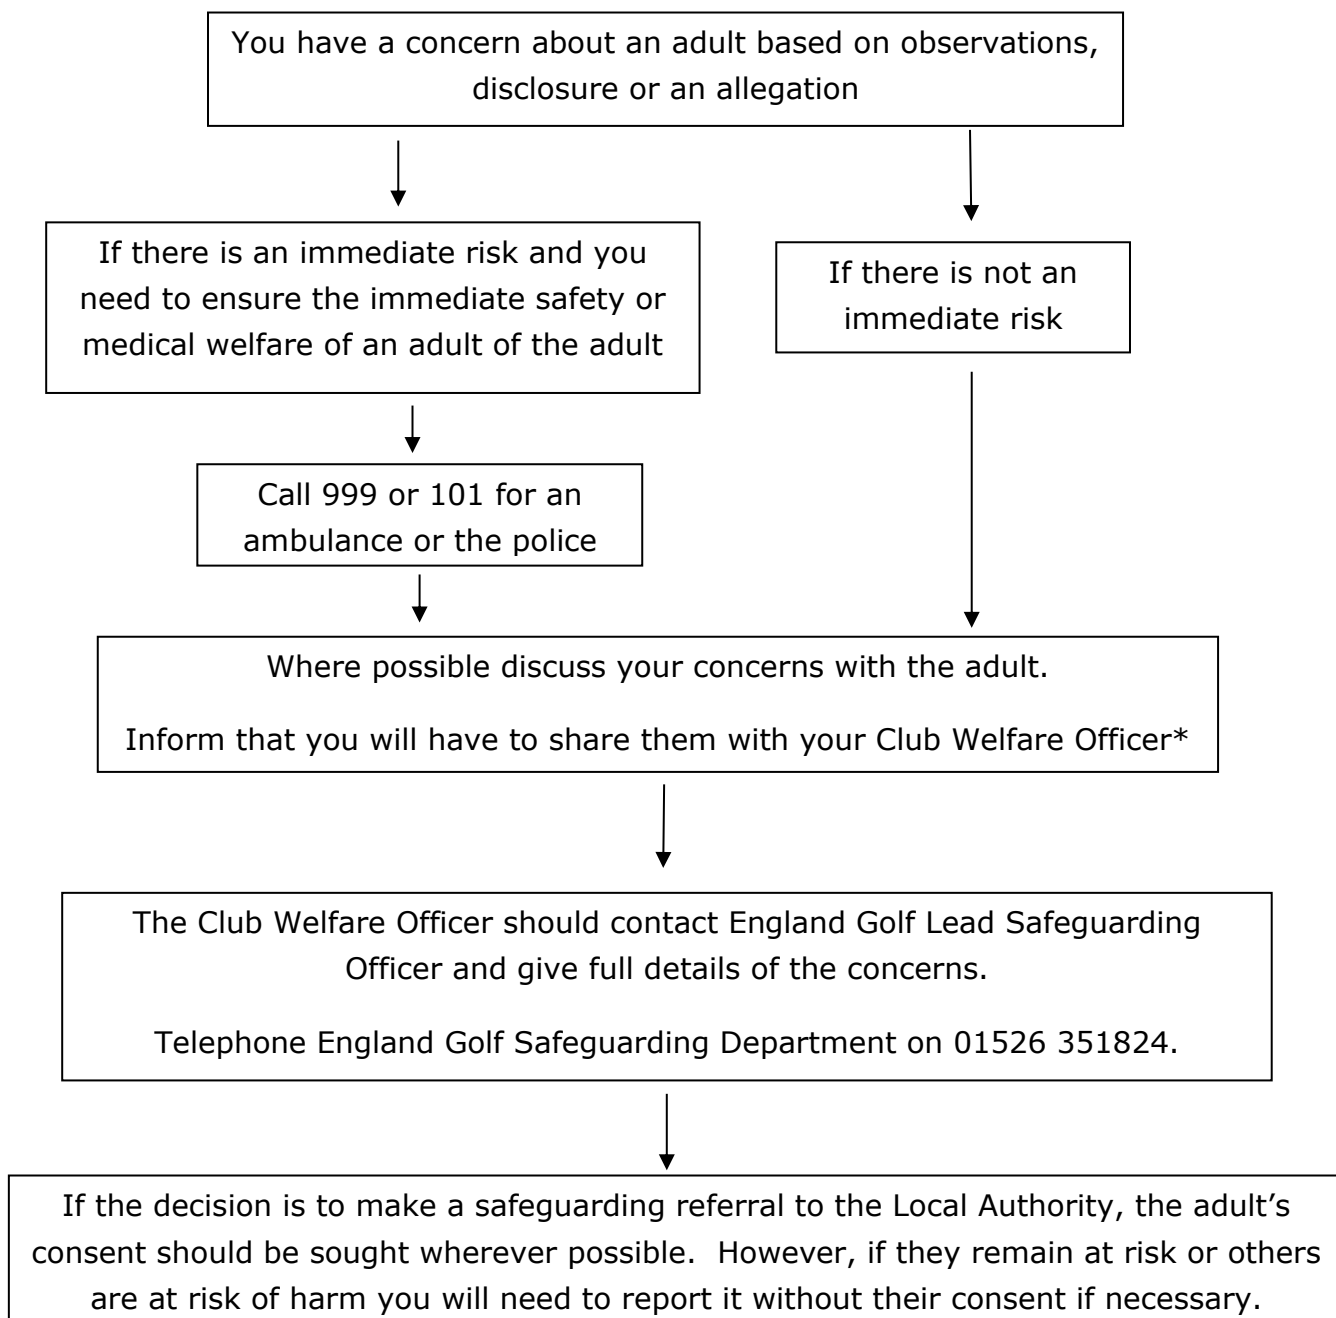 You have a concern about an adult based on observations,
disclosure or an allegation
If there is an immediate risk and you
need to ensure the immediate safety or
medical welfare of an adult of the adult
If there is not an
immediate risk
Call 999 or 101 for an
ambulance or the police
Where possible discuss your concerns with the adult.
Inform that you will have to share them with your Club Welfare Officer*
The Club Welfare Officer should contact England Golf Lead Safeguarding
Officer and give full details of the concerns.
Telephone England Golf Safeguarding Department on 01526 351824.
If the decision is to make a safeguarding referral to the Local Authority, the adult’s
consent should be sought wherever possible.  However, if they remain at risk or others
are at risk of harm you will need to report it without their consent if necessary.